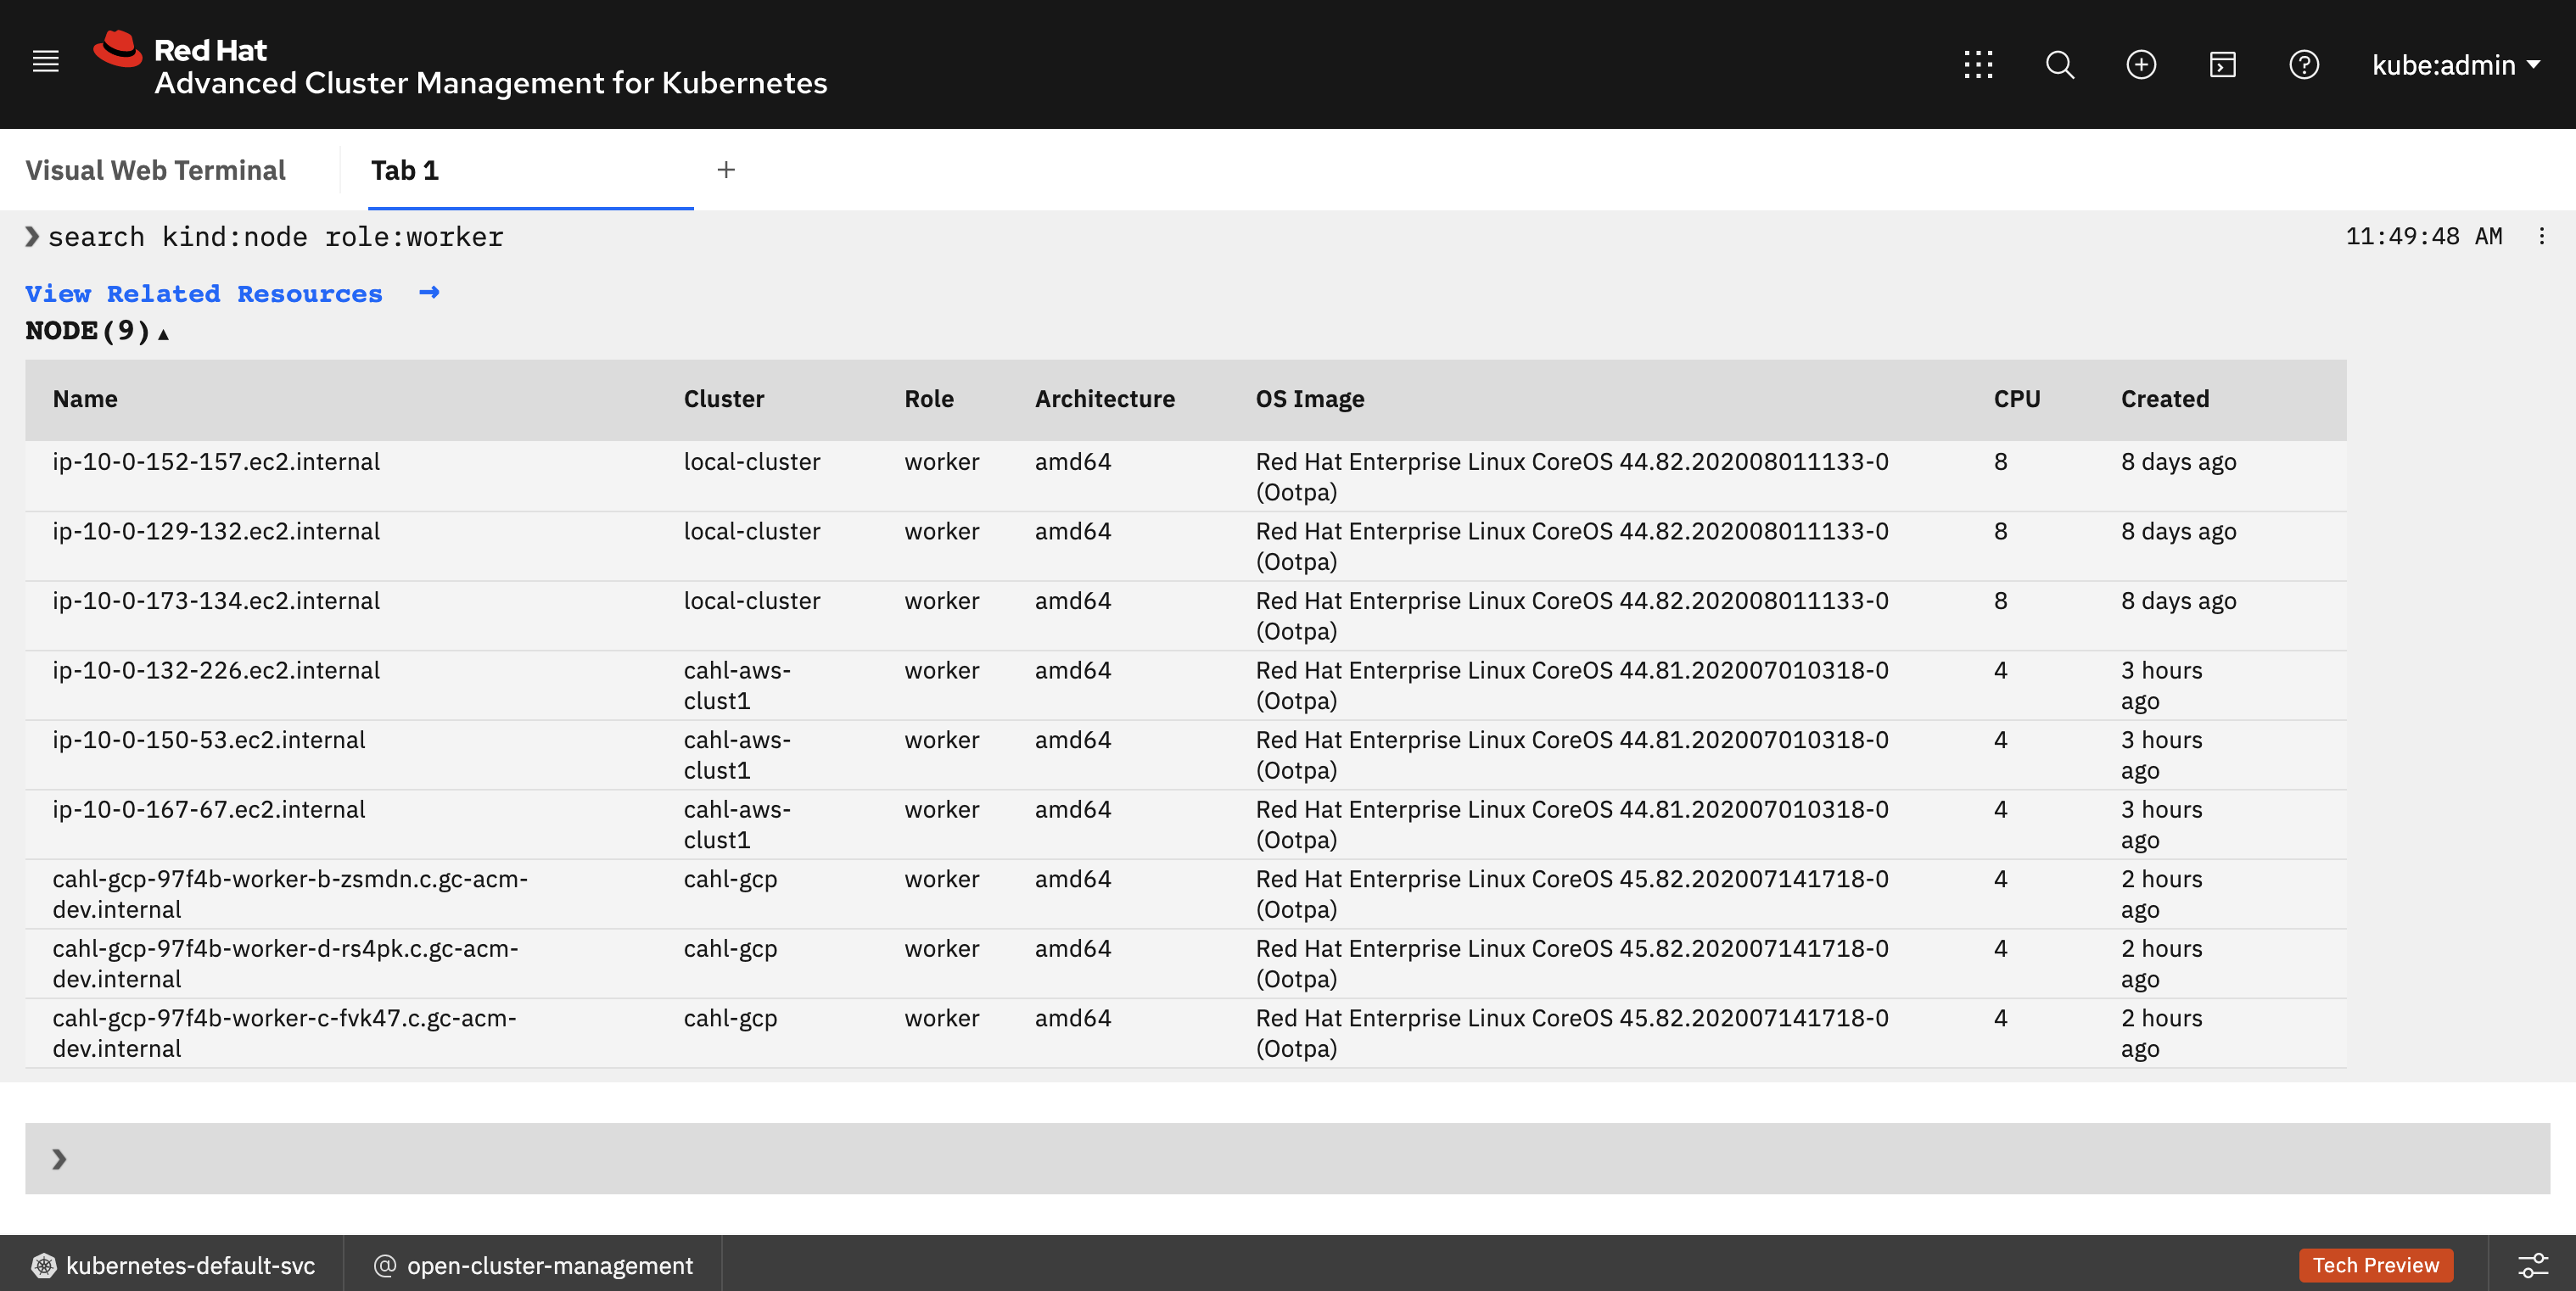 Red Hat
Advanced Cluster Management for Kubernetes
kube:admin
Visual Web Terminal
Tab 1
+
❯ search kind:node role:worker
11:49:48 AM
View Related Resources →
NODE(9)▲
Name Cluster Role Architecture OS Image CPU Created
ip-10-0-152-157.ec2.internal local-cluster worker amd64 Red Hat Enterprise Linux CoreOS 44.82.202008011133-0 8 8 days ago
(Ootpa)
ip-10-0-129-132.ec2.internal local-cluster worker amd64 Red Hat Enterprise Linux CoreOS 44.82.202008011133-0 8 8 days ago
(Ootpa)
ip-10-0-173-134.ec2.internal local-cluster worker amd64 Red Hat Enterprise Linux CoreOS 44.82.202008011133-0 8 8 days ago
(Ootpa)
ip-10-0-132-226.ec2.internal cahl-aws- worker amd64 Red Hat Enterprise Linux CoreOS 44.81.202007010318-0 4 3 hours
clust1 (Ootpa) ago
ip-10-0-150-53.ec2.internal cahl-aws- worker amd64 Red Hat Enterprise Linux CoreOS 44.81.202007010318-0 4 3 hours
clust1 (Ootpa) ago
ip-10-0-167-67.ec2.internal cahl-aws- worker amd64 Red Hat Enterprise Linux CoreOS 44.81.202007010318-0 4 3 hours
clust1 (Ootpa) ago
cahl-gcp-97f4b-worker-b-zsmdn.c.gc-acm- cahl-gcp worker amd64 Red Hat Enterprise Linux CoreOS 45.82.202007141718-0 4 2 hours
dev.internal (Ootpa) ago
cahl-gcp-97f4b-worker-d-rs4pk.c.gc-acm- cahl-gcp worker amd64 Red Hat Enterprise Linux CoreOS 45.82.202007141718-0 4 2 hours
dev.internal (Ootpa) ago
cahl-gcp-97f4b-worker-c-fvk47.c.gc-acm- cahl-gcp worker amd64 Red Hat Enterprise Linux CoreOS 45.82.202007141718-0 4 2 hours
dev.internal (Ootpa) ago
❯
kubernetes-default-svc
@ open-cluster-management
Tech Preview